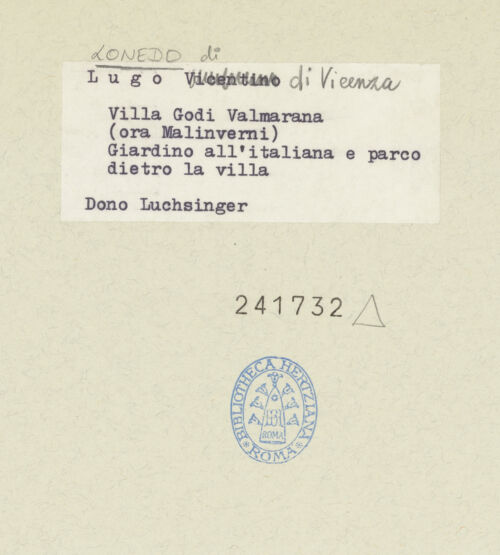 LONEDO di
Lugo Vicentino di Vicenza
Villa Godi Valmarana
(ora Malinverni)
Giardino all'italiana e parco
dietro la villa
Dono Luchsinger
241732
BIBLIOTHECA HERTZIANA
ROMA
ROMA